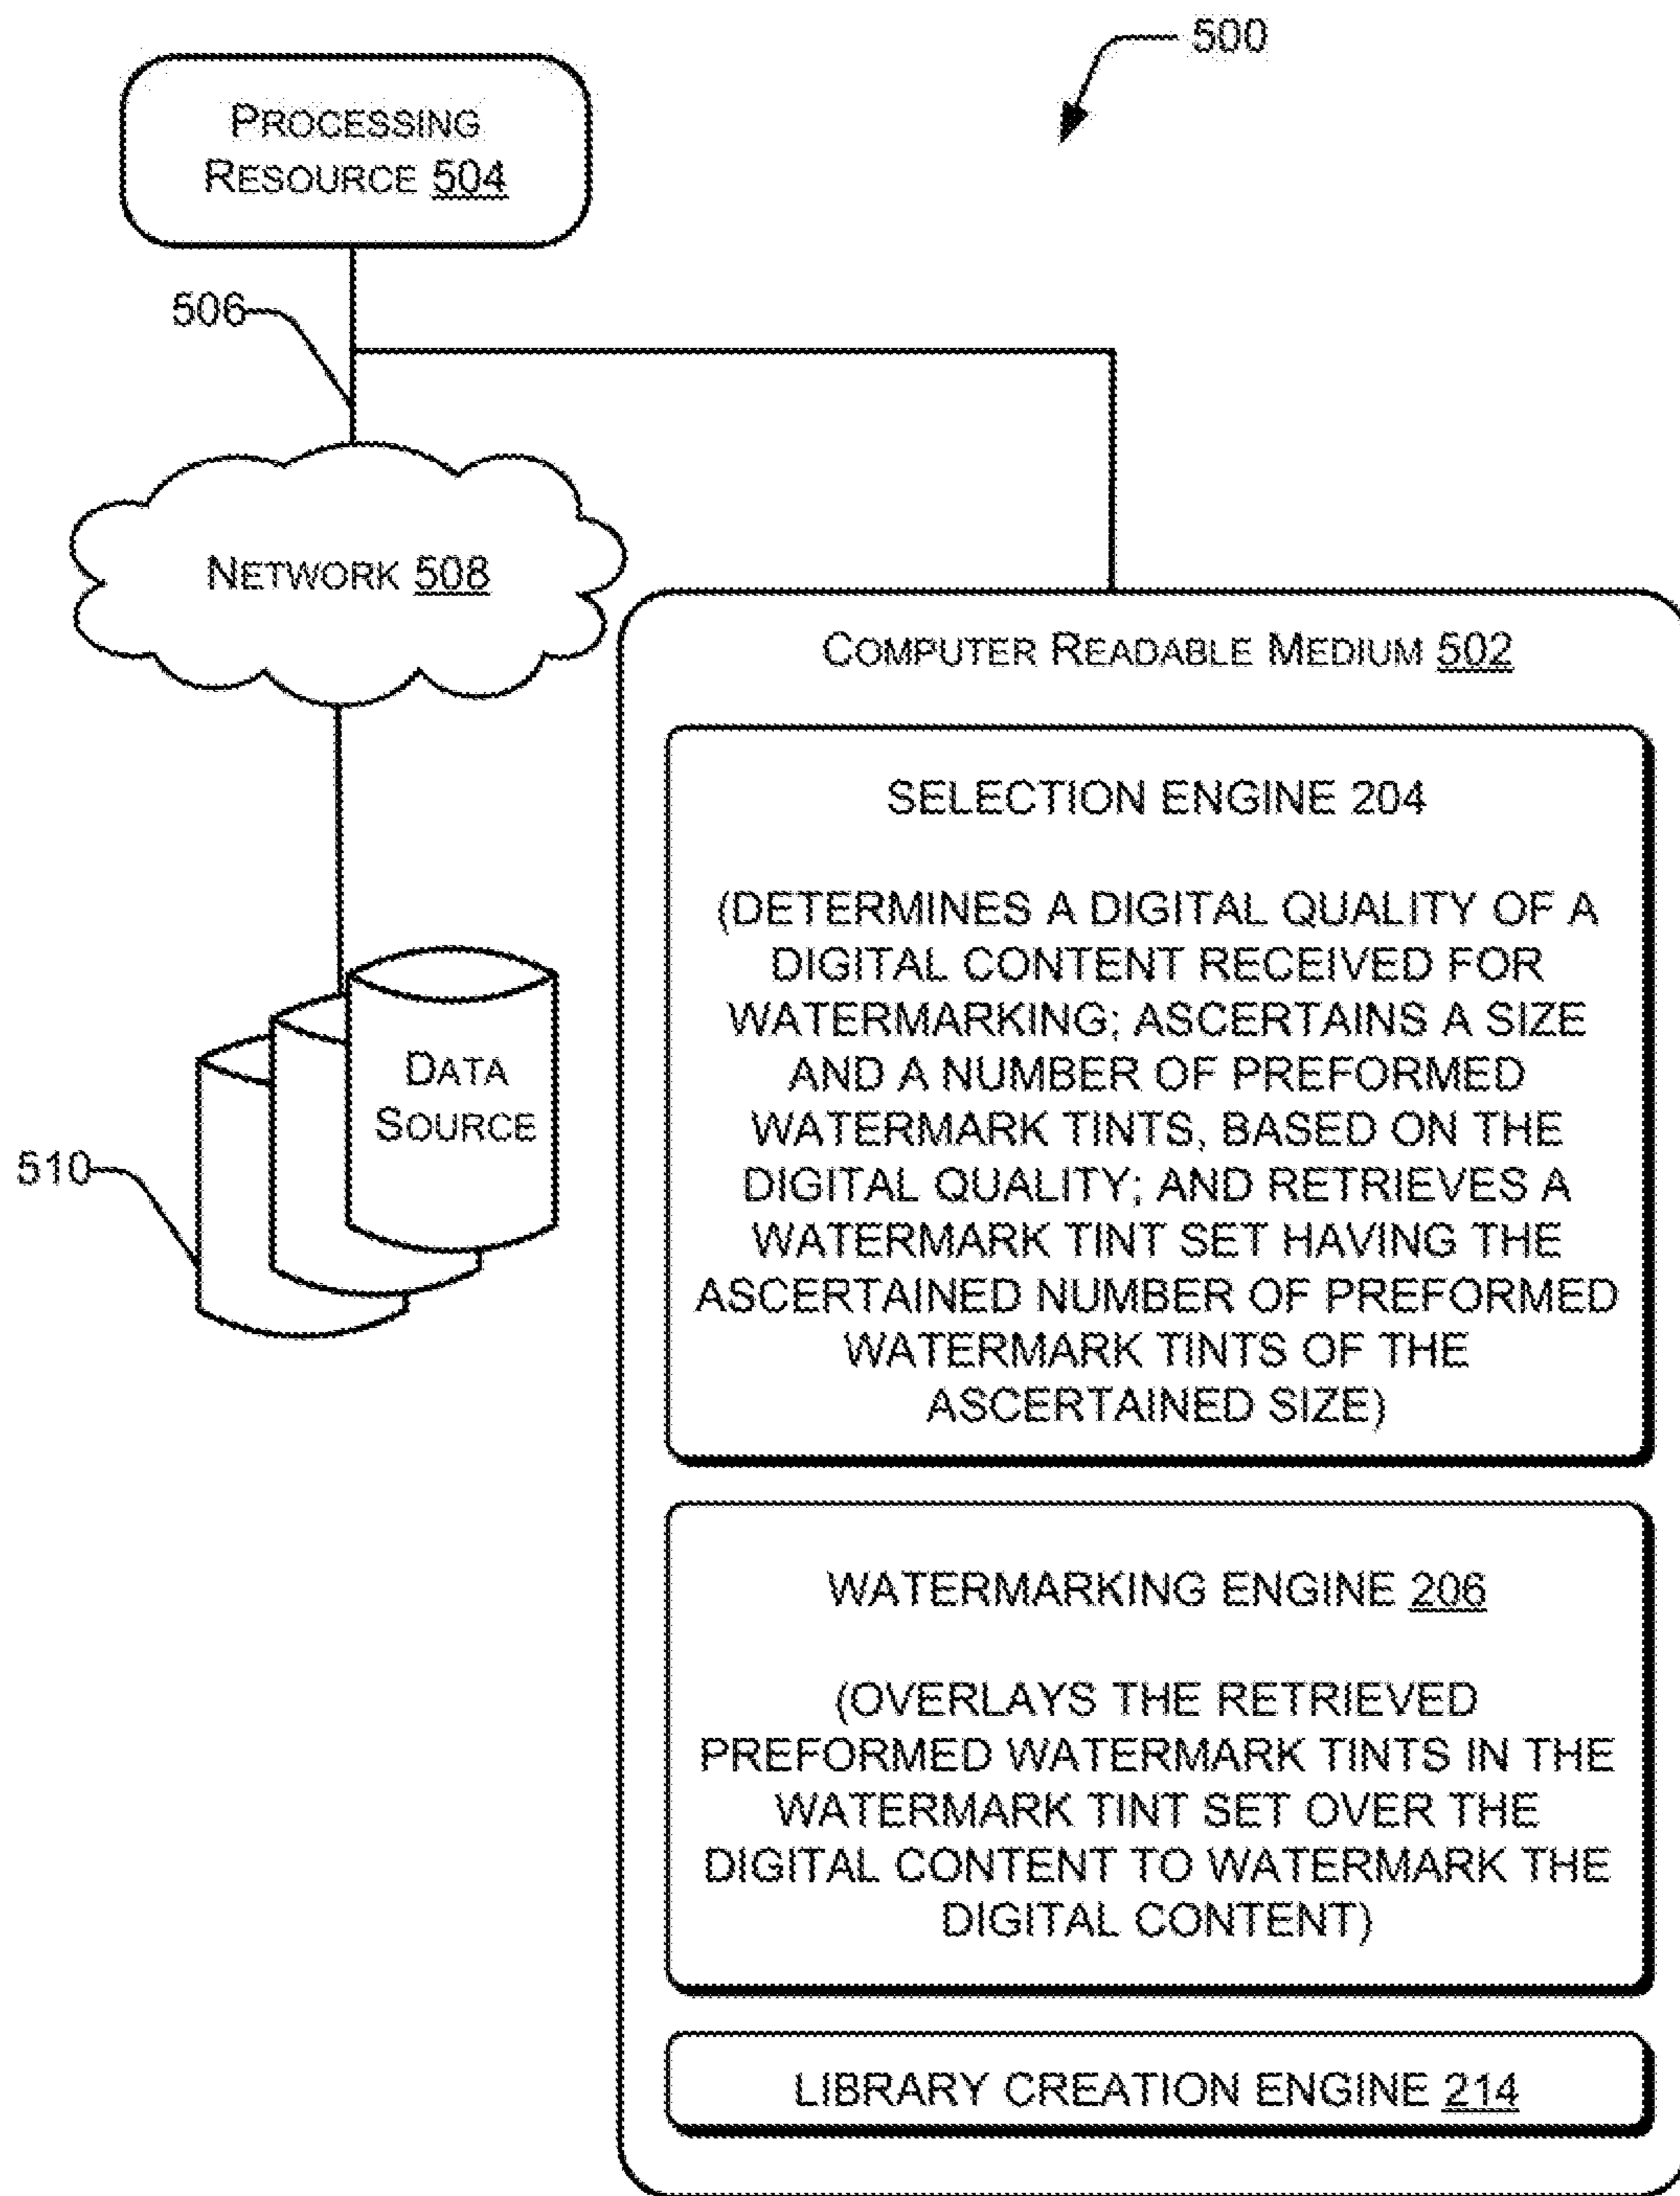 500
PROCESSING
RESOURCE 504
506
NETWORK 508
COMPUTER READABLE MEDIUM 502
SELECTION ENGINE 204
(DETERMINES A DIGITAL QUALITY OF A
DIGITAL CONTENT RECEIVED FOR
WATERMARKING; ASCERTAINS A SIZE
AND A NUMBER OF PREFORMED
WATERMARK TINTS, BASED ON THE
DIGITAL QUALITY; AND RETRIEVES A
WATERMARK TINT SET HAVING THE
ASCERTAINED NUMBER OF PREFORMED
WATERMARK TINTS OF THE
ASCERTAINED SIZE)
DATA
SOURCE
510
WATERMARKING ENGINE 206
(OVERLAYS THE RETRIEVED
PREFORMED WATERMARK TINTS IN THE
WATERMARK TINT SET OVER THE
DIGITAL CONTENT TO WATERMARK THE
DIGITAL CONTENT)
LIBRARY CREATION ENGINE 214